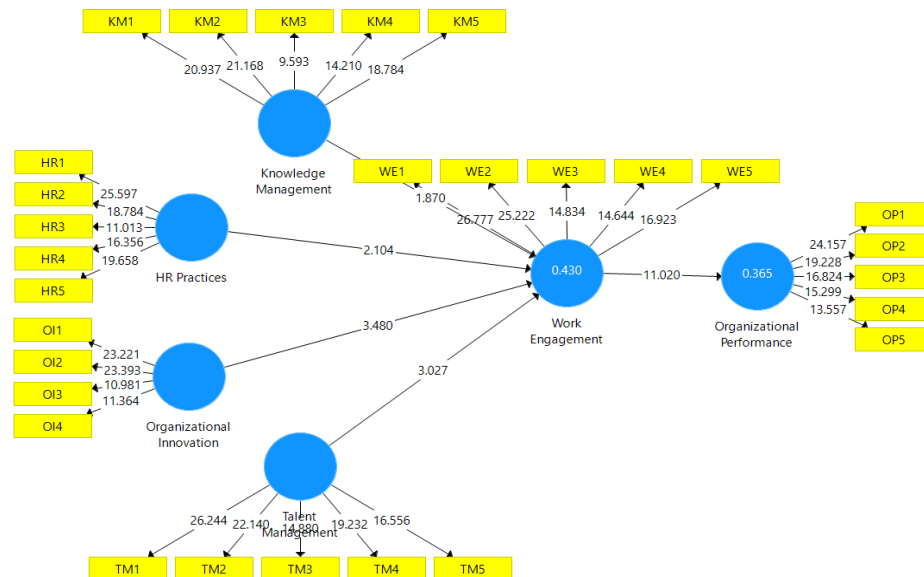 KM1 KM2 KM3 KM4 KM5
20.937 21.168 9.593 14.210 18.784
Knowledge
Management
HR1
HR2
HR3
HR4
HR5
25.597
18.784
11.013
16.356
19.658
HR Practices
WE1 WE2 WE3 WE4 WE5
1.870
26.777 25.222 14.834 14.644 16.923
2.104
OI1
OI2
OI3
OI4
23.221
23.393
10.981
11.364
Organizational
Innovation
3.480
3.027
0.430
Work
Engagement
11.020
0.365
Organizational
Performance
OP1
OP2
OP3
OP4
OP5
24.157
19.228
16.824
15.299
13.557
Talent
Management
26.244 22.140 14.880 19.232 16.556
TM1 TM2 TM3 TM4 TM5